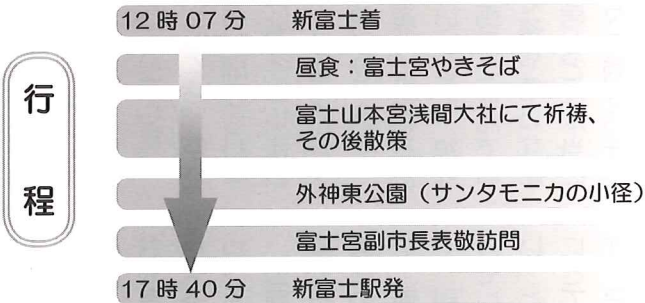 行程
12時07分 新富士着
昼食：富士宮やきそば
富士山本宮浅間大社にて祈祷、
その後散策
外神東公園（サンタモニカの小径）
富士宮副市長表敬訪問
17時40分 新富士駅発